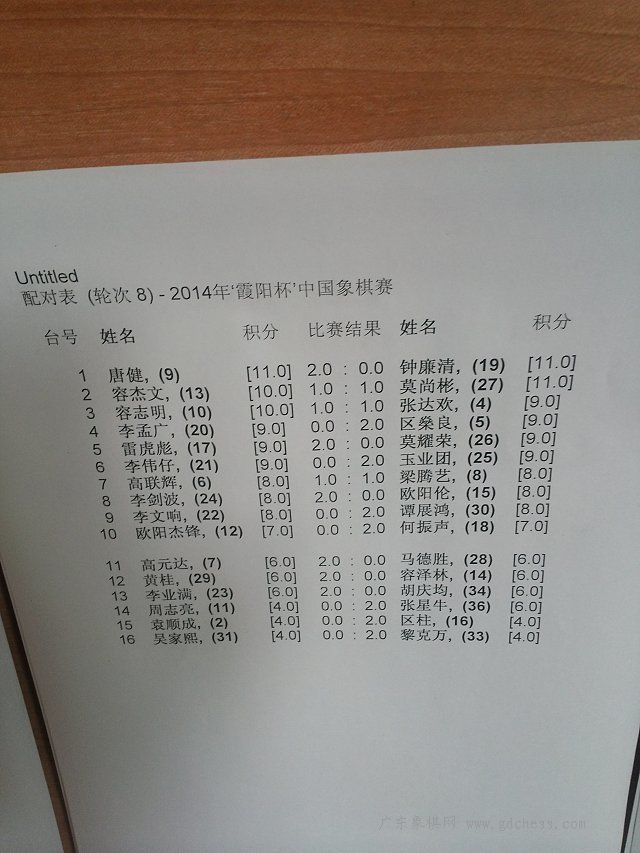 Untitled
配对表 (轮次 8) - 2014年‘霞阳杯’中国象棋赛
台号 姓名 积分 比赛结果 姓名 积分
1 唐健, (9) [11.0] 2.0 : 0.0 钟廉清, (19) [11.0]
2 容杰文, (13) [10.0] 1.0 : 1.0 莫尚彬, (27) [11.0]
3 容志明, (10) [10.0] 1.0 : 1.0 张达欢, (4) [9.0]
4 李孟广, (20) [9.0] 0.0 : 2.0 区燊良, (5) [9.0]
5 雷虎彪, (17) [9.0] 2.0 : 0.0 莫耀荣, (26) [9.0]
6 李伟仔, (21) [9.0] 0.0 : 2.0 玉业团, (25) [9.0]
7 高联辉, (6) [8.0] 1.0 : 1.0 梁腾艺, (8) [8.0]
8 李剑波, (24) [8.0] 2.0 : 0.0 欧阳伦, (15) [8.0]
9 李文响, (22) [8.0] 0.0 : 2.0 谭展鸿, (30) [8.0]
10 欧阳杰锋, (12) [7.0] 0.0 : 2.0 何振声, (18) [7.0]
11 高元达, (7) [6.0] 2.0 : 0.0 马德胜, (28) [6.0]
12 黄桂, (29) [6.0] 2.0 : 0.0 容泽林, (14) [6.0]
13 李业满, (23) [6.0] 2.0 : 0.0 胡庆均, (34) [6.0]
14 周志亮, (11) [4.0] 0.0 : 2.0 张星牛, (36) [6.0]
15 袁顺成, (2) [4.0] 0.0 : 2.0 区柱, (16) [4.0]
16 吴家熙, (31) [4.0] 0.0 : 2.0 黎克万, (33) [4.0]
广东象棋网 www.gdchess.com